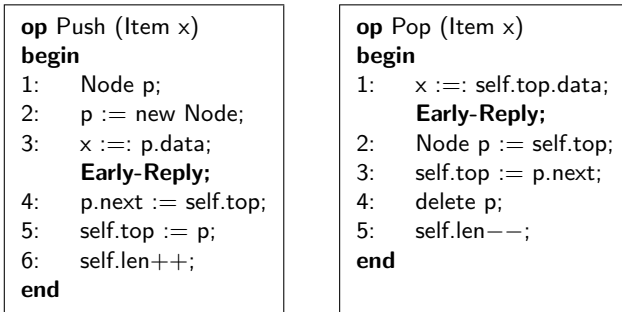 op Push (Item x)
begin
1: Node p;
2: p := new Node;
3: x :=: p.data;
Early-Reply;
4: p.next := self.top;
5: self.top := p;
6: self.len++;
end
op Pop (Item x)
begin
1: x :=: self.top.data;
Early-Reply;
2: Node p := self.top;
3: self.top := p.next;
4: delete p;
5: self.len−−;
end